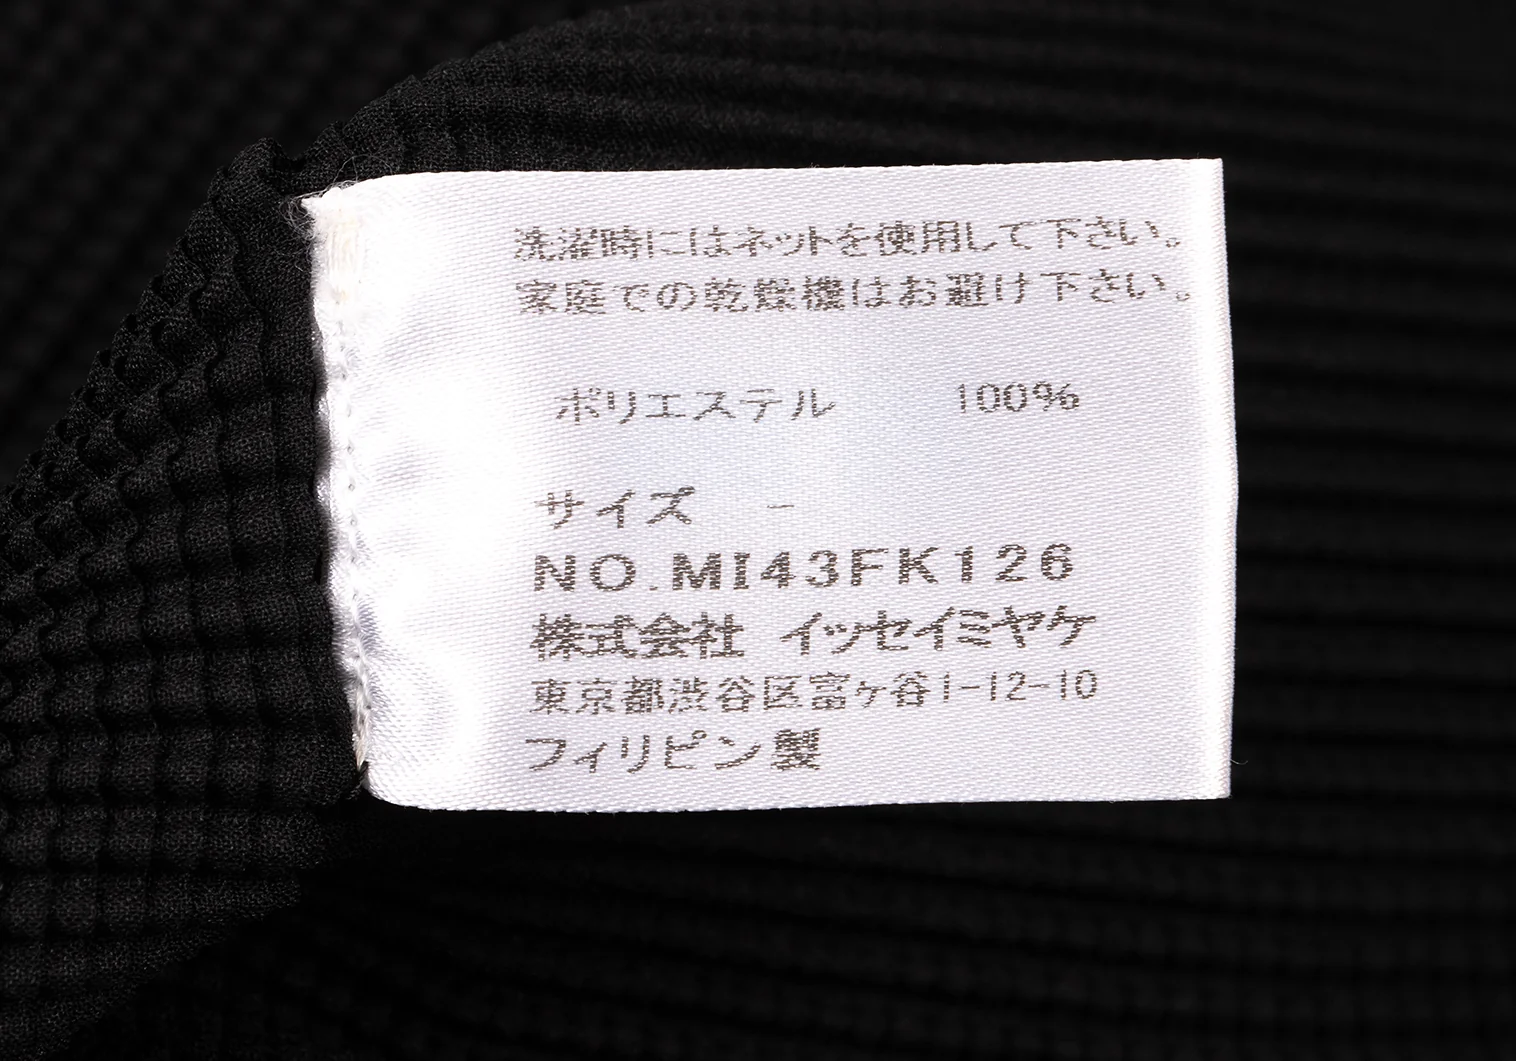 洗濯時にはネットを使用して下さい。
家庭での乾燥機はお避け下さい。
ポリエステル 100%
サイズ -
NO.MI43FK126
株式会社 イッセイミヤケ
東京都渋谷区富ヶ谷1-12-10
フィリピン製